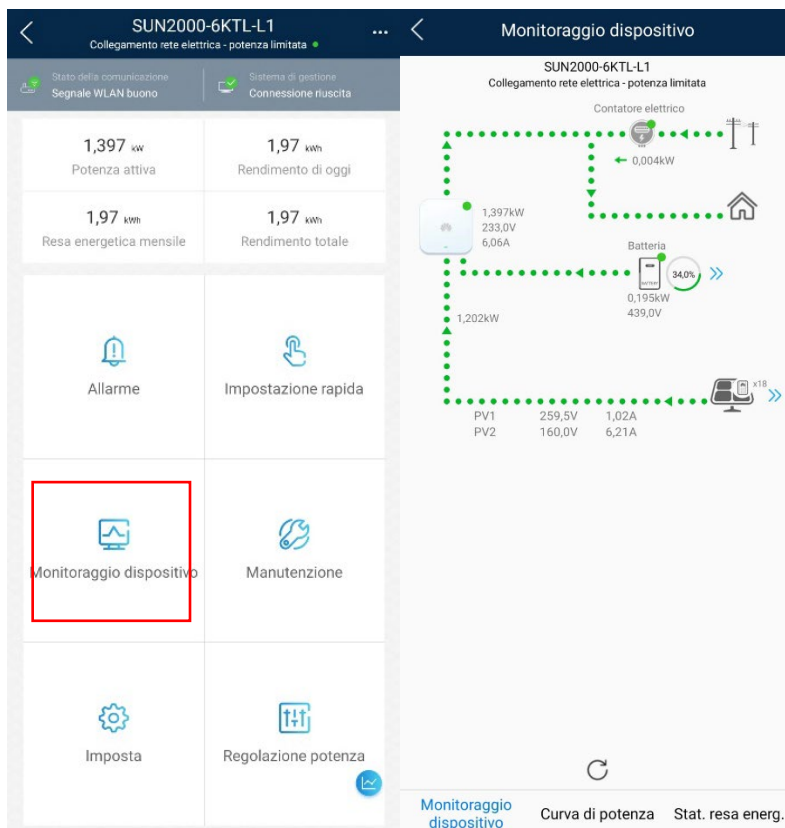 SUN2000-6KTL-L1
Collegamento rete elettrica - potenza limitata
Stato della comunicazione
Segnale WLAN buono
Sistema di gestione
Connessione riuscita
1,397 kW
Potenza attiva
1,97 kWh
Rendimento di oggi
1,97 kWh
Resa energetica mensile
1,97 kWh
Rendimento totale
Allarme
Impostazione rapida
Monitoraggio dispositivo
Manutenzione
Imposta
Regolazione potenza
Monitoraggio dispositivo
SUN2000-6KTL-L1
Collegamento rete elettrica - potenza limitata
Contatore elettrico
0,004kW
1,397kW
233,0V
6,06A
Batteria
BATTERY
34,0%
0,195kW
439,0V
1,202kW
x18
PV1 259,5V 1,02A
PV2 160,0V 6,21A
Monitoraggio
dispositivo
Curva di potenza
Stat. resa energ.